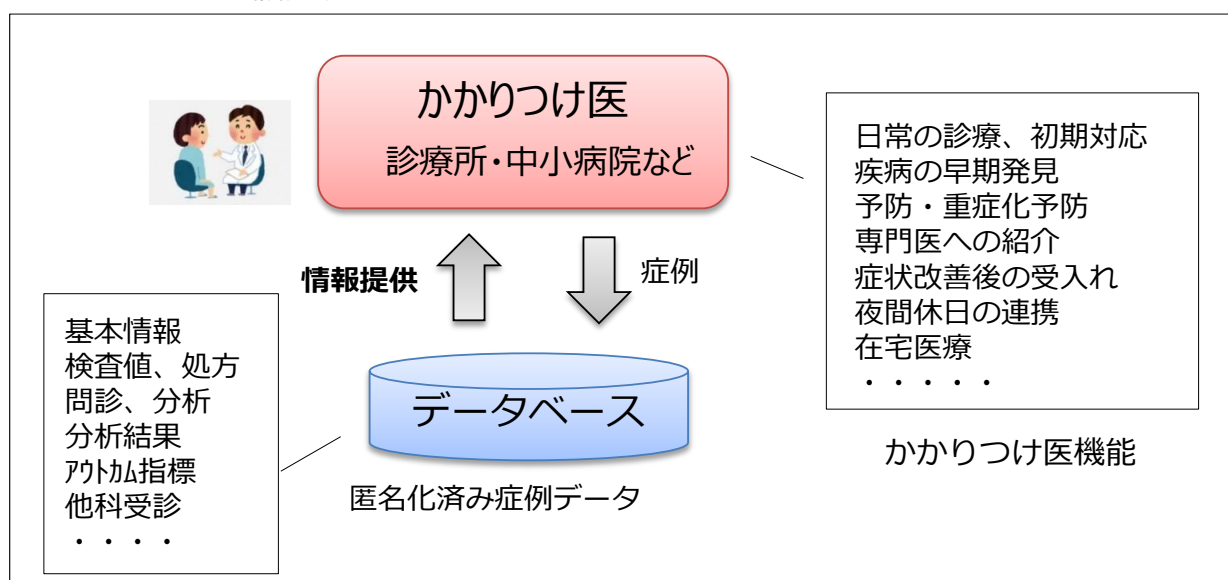 かかりつけ医
診療所・中小病院など
日常の診療、初期対応
疾病の早期発見
予防・重症化予防
専門医への紹介
症状改善後の受入れ
夜間休日の連携
在宅医療
・・・・・
かかりつけ医機能
情報提供
症例
基本情報
検査値、処方
問診、分析
分析結果
ｱｳﾄｶﾑ指標
他科受診
・・・・
データベース
匿名化済み症例データ